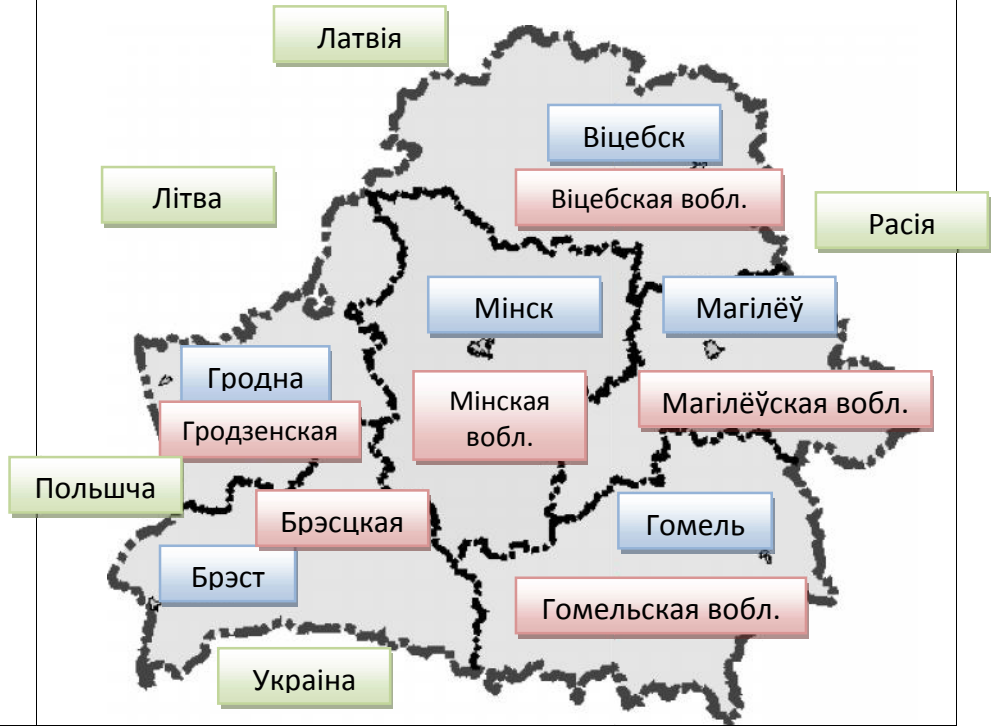 Латвія
Віцебск
Літва
Віцебская вобл.
Расія
Мінск
Магілёў
Гродна
Мінская
вобл.
Магілёўская вобл.
Гродзенская
Польшча
Брэсцкая
Гомель
Брэст
Гомельская вобл.
Украіна